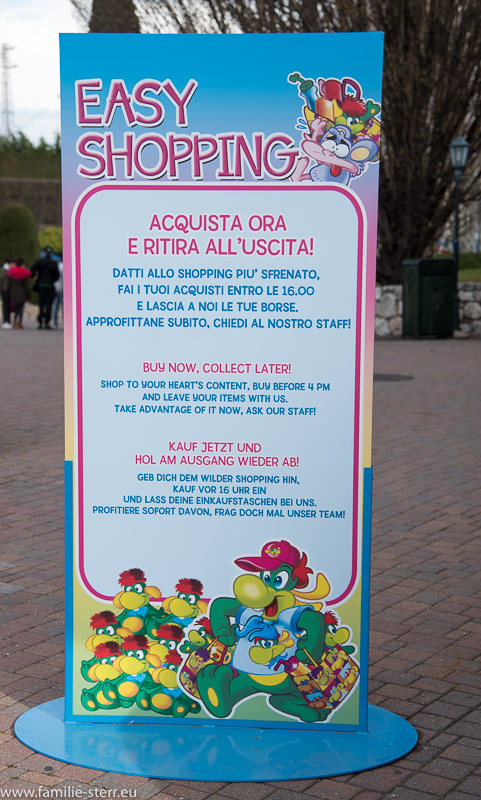 EASY
SHOPPING
ACQUISTA ORA
E RITIRA ALL'USCITA!
DATTI ALLO SHOPPING PIU' SFRENATO,
FAI I TUOI ACQUISTI ENTRO LE 16.00
E LASCIA A NOI LE TUE BORSE.
APPROFITTANE SUBITO, CHIEDI AL NOSTRO STAFF!
BUY NOW, COLLECT LATER!
SHOP TO YOUR HEART'S CONTENT, BUY BEFORE 4 PM
AND LEAVE YOUR ITEMS WITH US.
TAKE ADVANTAGE OF IT NOW, ASK OUR STAFF!
KAUF JETZT UND
HOL AM AUSGANG WIEDER AB!
GEB DICH DEM WILDER SHOPPING HIN,
KAUF VOR 16 UHR EIN
UND LASS DEINE EINKAUFSTASCHEN BEI UNS.
PROFITIERE SOFORT DAVON, FRAG DOCH MAL UNSER TEAM!
www.familie-sterr.eu